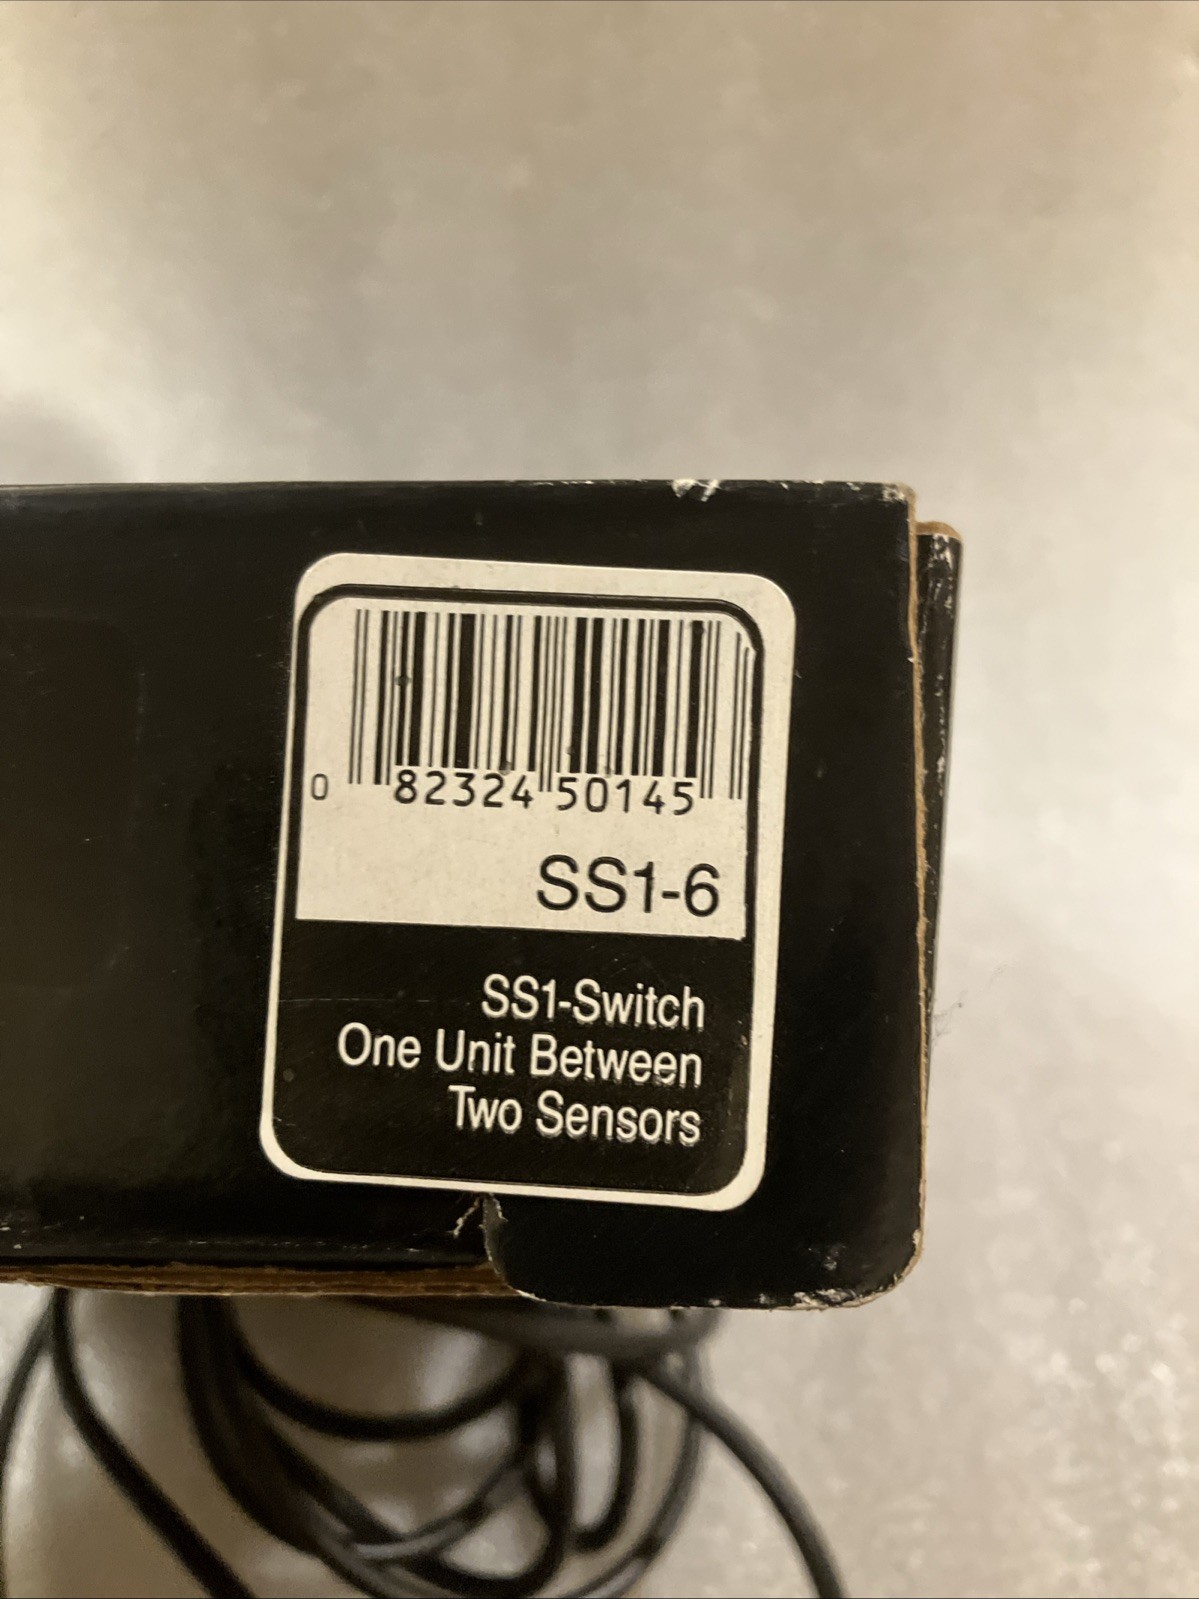 0 82324 50145
SS1-6
SS1-Switch
One Unit Between
Two Sensors